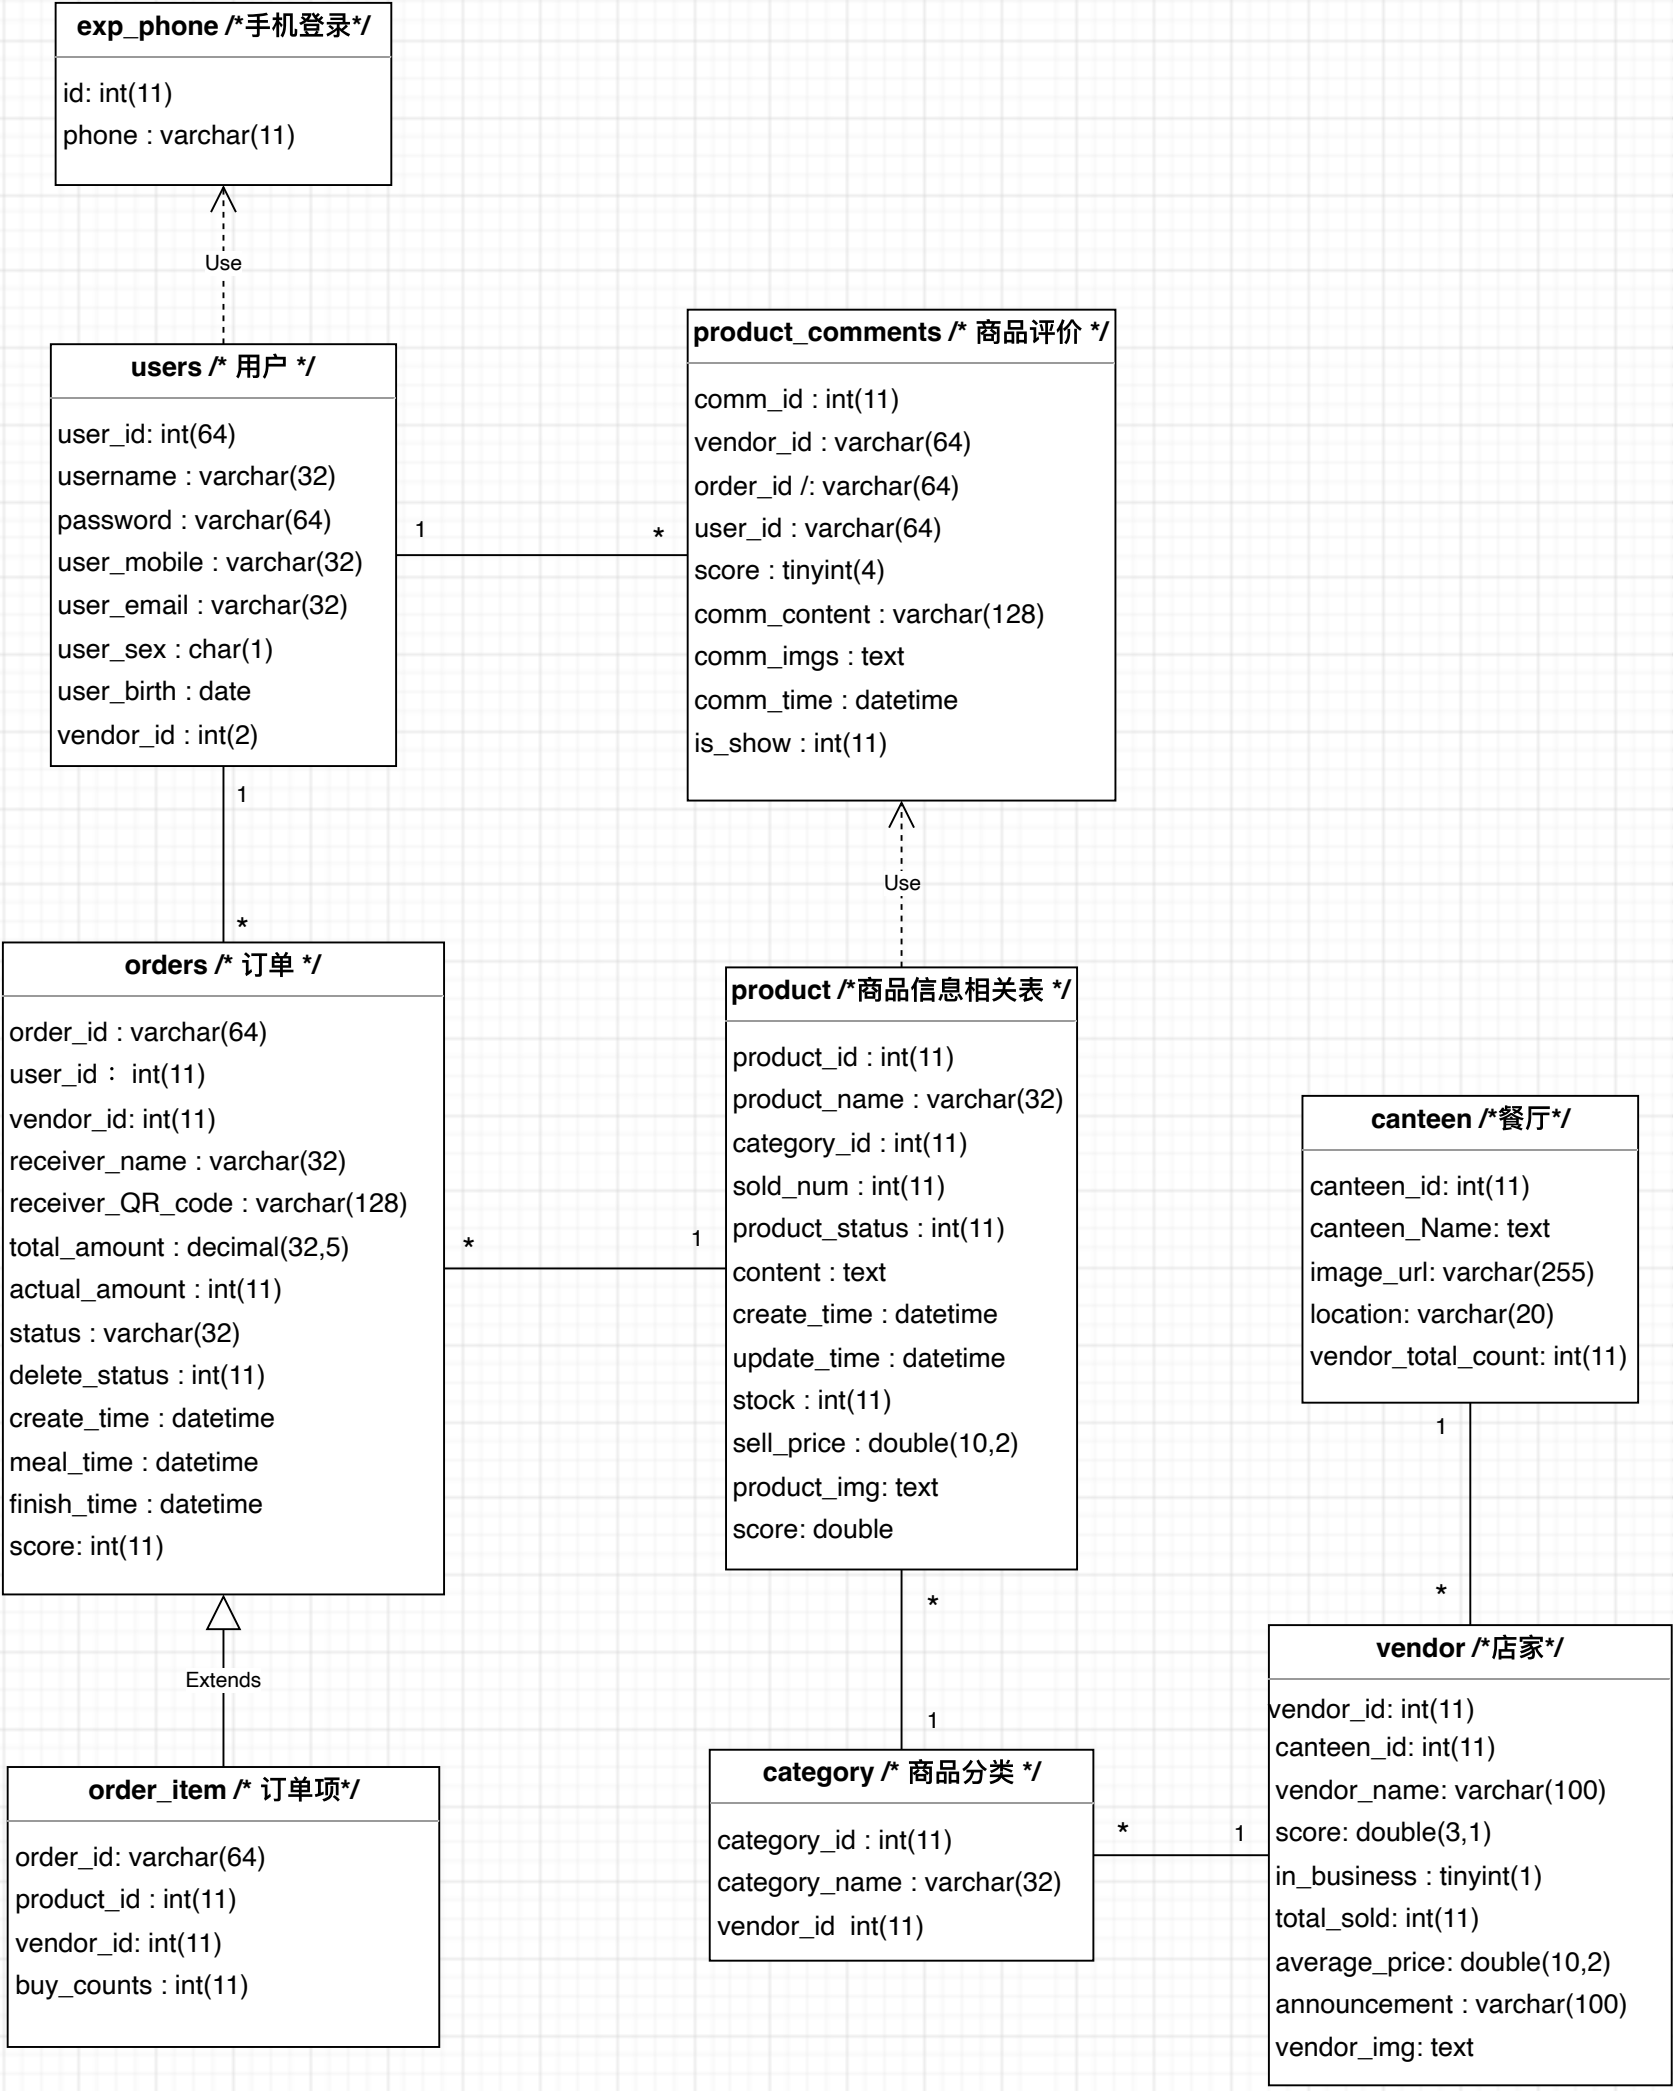 exp_phone /*手机登录*/
id: int(11)
phone : varchar(11)
Use
users /* 用户 */
user_id: int(64)
username : varchar(32)
password : varchar(64)
user_mobile : varchar(32)
user_email : varchar(32)
user_sex : char(1)
user_birth : date
vendor_id : int(2)
1
*
product_comments /* 商品评价 */
comm_id : int(11)
vendor_id : varchar(64)
order_id /: varchar(64)
user_id : varchar(64)
score : tinyint(4)
comm_content : varchar(128)
comm_imgs : text
comm_time : datetime
is_show : int(11)
1
*
Use
orders /* 订单 */
order_id : varchar(64)
user_id ： int(11)
vendor_id: int(11)
receiver_name : varchar(32)
receiver_QR_code : varchar(128)
total_amount : decimal(32,5)
actual_amount : int(11)
status : varchar(32)
delete_status : int(11)
create_time : datetime
meal_time : datetime
finish_time : datetime
score: int(11)
*
1
product /*商品信息相关表 */
product_id : int(11)
product_name : varchar(32)
category_id : int(11)
sold_num : int(11)
product_status : int(11)
content : text
create_time : datetime
update_time : datetime
stock : int(11)
sell_price : double(10,2)
product_img: text
score: double
canteen /*餐厅*/
canteen_id: int(11)
canteen_Name: text
image_url: varchar(255)
location: varchar(20)
vendor_total_count: int(11)
1
*
Extends
*
1
order_item /* 订单项*/
order_id: varchar(64)
product_id : int(11)
vendor_id: int(11)
buy_counts : int(11)
category /* 商品分类 */
category_id : int(11)
category_name : varchar(32)
vendor_id  int(11)
*
1
vendor /*店家*/
vendor_id: int(11)
canteen_id: int(11)
vendor_name: varchar(100)
score: double(3,1)
in_business : tinyint(1)
total_sold: int(11)
average_price: double(10,2)
announcement : varchar(100)
vendor_img: text